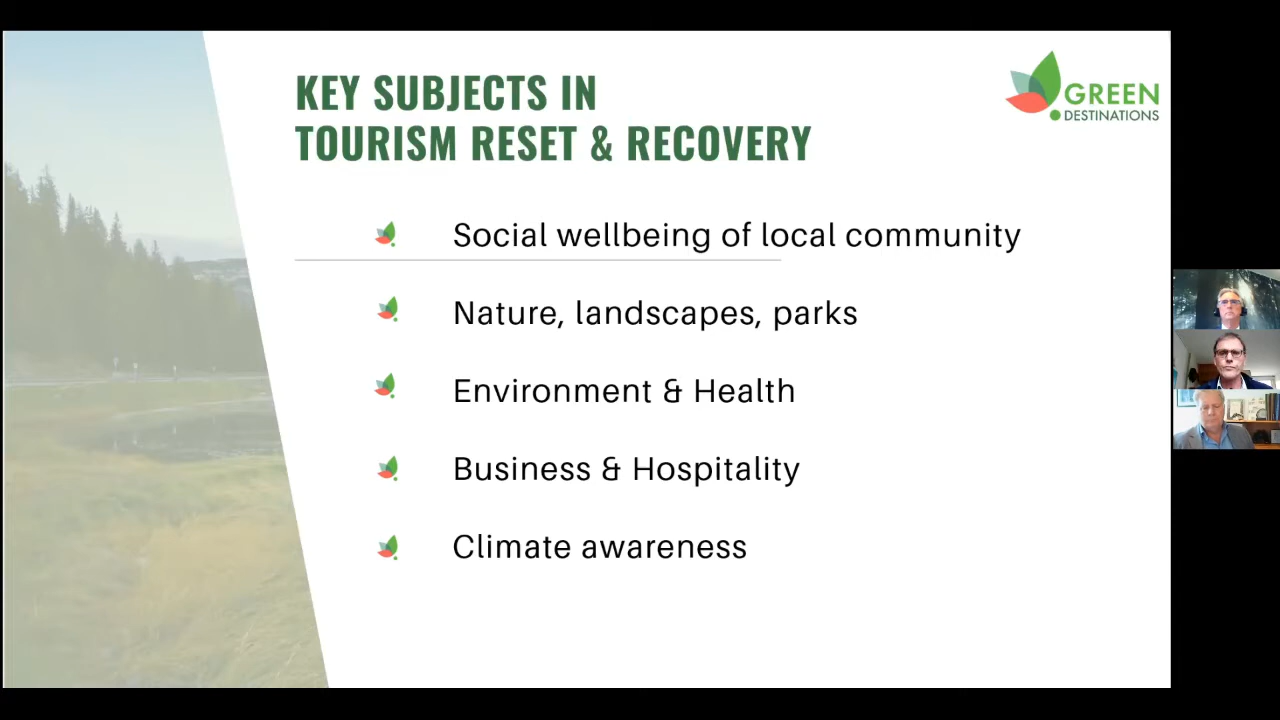 KEY SUBJECTS IN
TOURISM RESET & RECOVERY
GREEN
DESTINATIONS
Social wellbeing of local community
Nature, landscapes, parks
Environment & Health
Business & Hospitality
Climate awareness